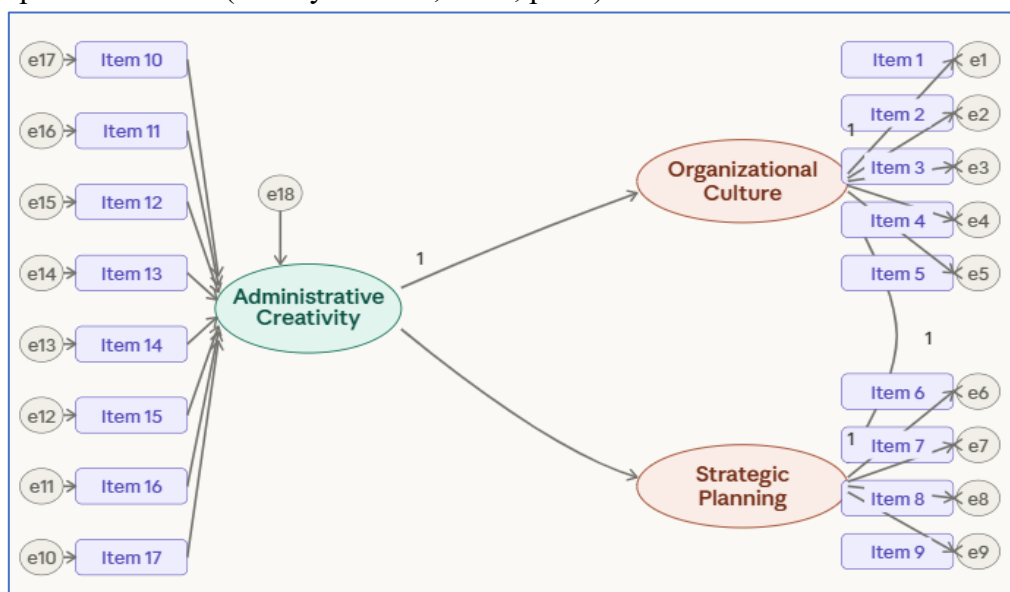 e17
Item 10
Item 1
e1
e16
Item 11
Item 2
e2
1
e15
Item 12
e18
Organizational
Culture
Item 3
e3
Item 4
e4
e14
Item 13
1
Item 5
e5
Administrative
Creativity
e13
Item 14
1
Item 6
e6
e12
Item 15
1
Item 7
e7
e11
Item 16
Strategic
Planning
Item 8
e8
e10
Item 17
Item 9
e9